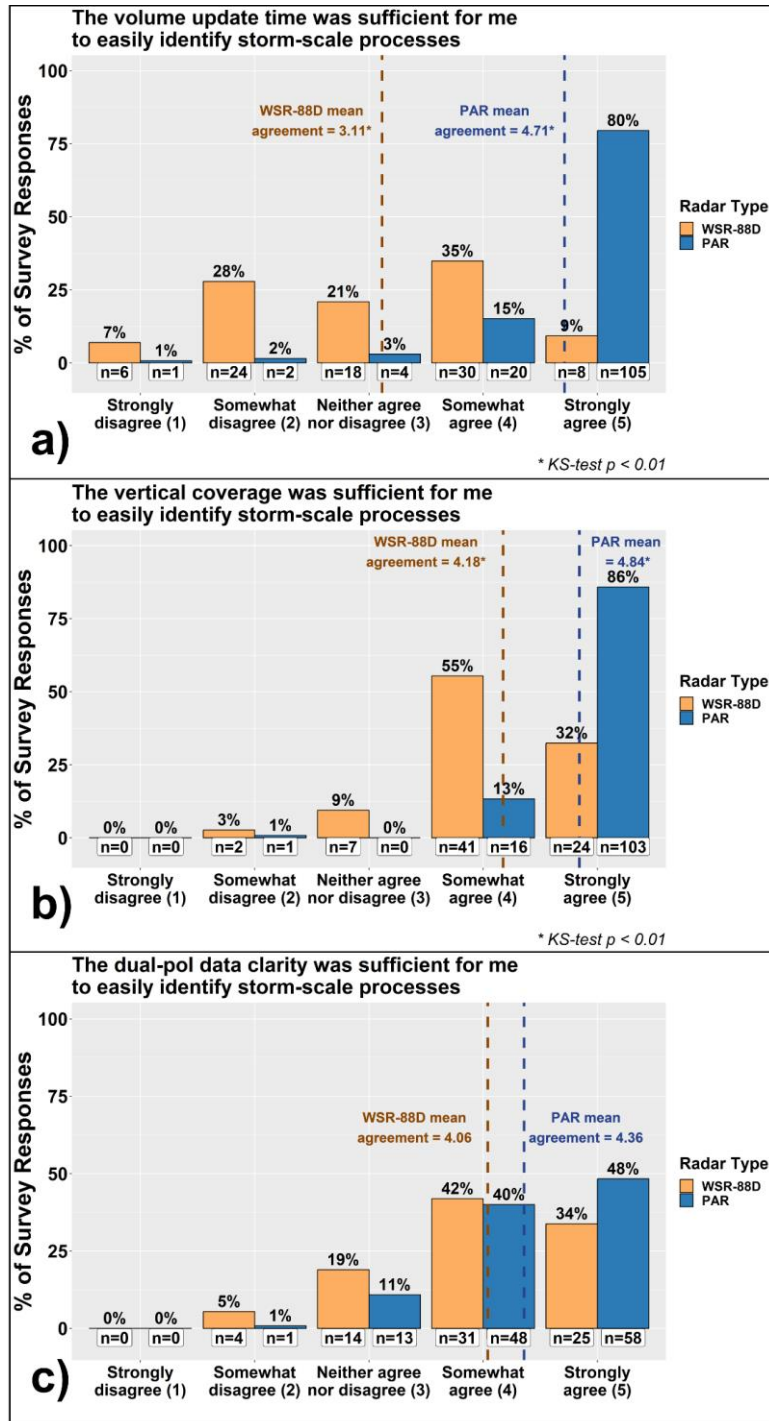 The volume update time was sufficient for me
to easily identify storm-scale processes
% of Survey Responses
100
75
50
25
0
WSR-88D mean
agreement = 3.11*
PAR mean
agreement = 4.71*
7%
1%
28%
2%
21%
3%
35%
15%
9%
80%
n=6
n=1
n=24
n=2
n=18
n=4
n=30
n=20
n=8
n=105
Strongly
disagree (1)
Somewhat
disagree (2)
Neither agree
nor disagree (3)
Somewhat
agree (4)
Strongly
agree (5)
Radar Type
WSR-88D
PAR
a)
* KS-test p < 0.01
The vertical coverage was sufficient for me
to easily identify storm-scale processes
% of Survey Responses
100
75
50
25
0
WSR-88D mean
agreement = 4.18*
PAR mean
= 4.84*
0%
0%
3%
1%
9%
0%
55%
13%
32%
86%
n=0
n=0
n=2
n=1
n=7
n=0
n=41
n=16
n=24
n=103
Strongly
disagree (1)
Somewhat
disagree (2)
Neither agree
nor disagree (3)
Somewhat
agree (4)
Strongly
agree (5)
Radar Type
WSR-88D
PAR
b)
* KS-test p < 0.01
The dual-pol data clarity was sufficient for me
to easily identify storm-scale processes
% of Survey Responses
100
75
50
25
0
WSR-88D mean
agreement = 4.06
PAR mean
agreement = 4.36
0%
0%
5%
1%
19%
11%
42%
40%
34%
48%
n=0
n=0
n=4
n=1
n=14
n=13
n=31
n=48
n=25
n=58
Strongly
disagree (1)
Somewhat
disagree (2)
Neither agree
nor disagree (3)
Somewhat
agree (4)
Strongly
agree (5)
Radar Type
WSR-88D
PAR
c)